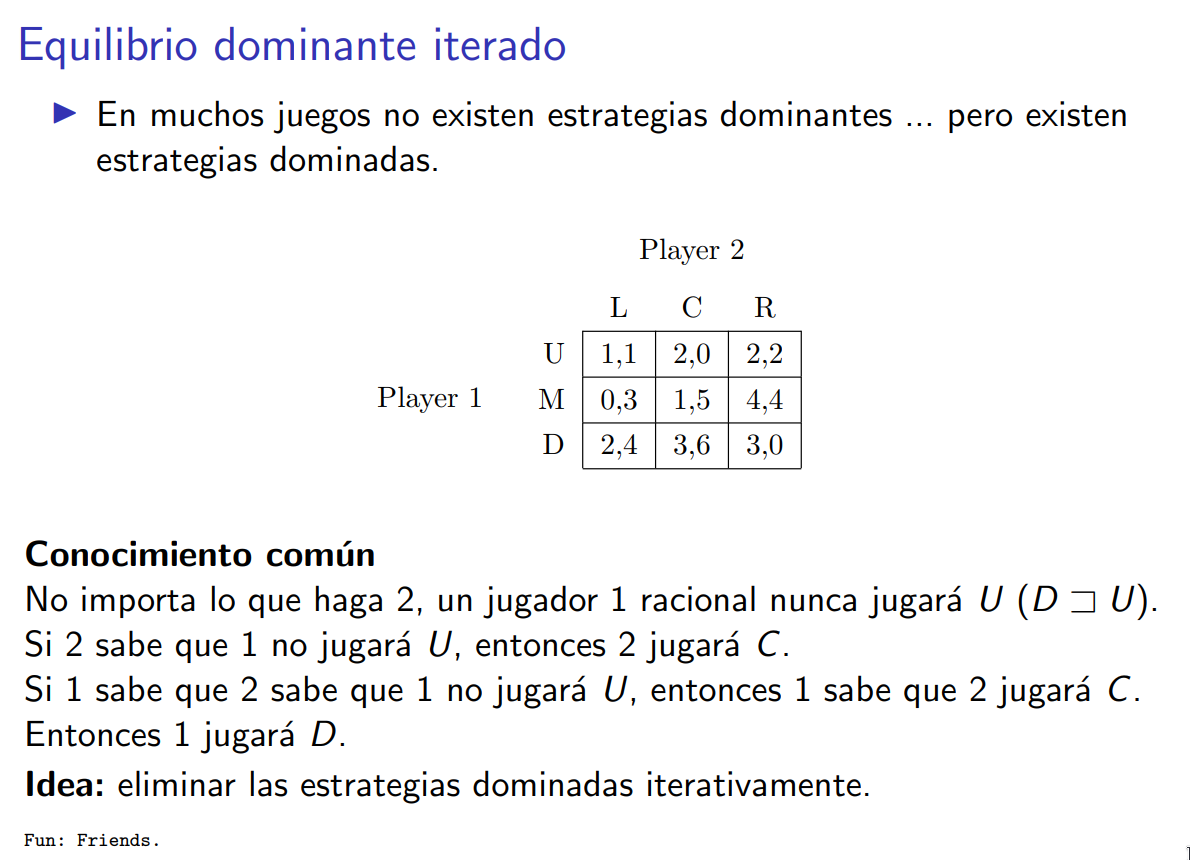 Equilibrio dominante iterado
▶ En muchos juegos no existen estrategias dominantes ... pero existen
estrategias dominadas.
Player 2
L C R
U 1,1 2,0 2,2
Player 1 M 0,3 1,5 4,4
D 2,4 3,6 3,0
Conocimiento común
No importa lo que haga 2, un jugador 1 racional nunca jugará U (D ⊐ U).
Si 2 sabe que 1 no jugará U, entonces 2 jugará C.
Si 1 sabe que 2 sabe que 1 no jugará U, entonces 1 sabe que 2 jugará C.
Entonces 1 jugará D.
Idea: eliminar las estrategias dominadas iterativamente.
Fun: Friends.